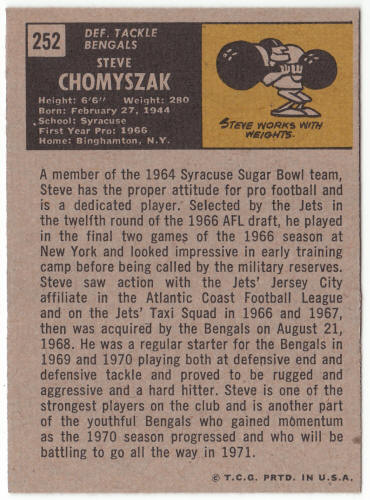 252
DEF. TACKLE
BENGALS
STEVE
CHOMYSZAK
Height: 6'6" Weight: 280
Born: February 27, 1944
School: Syracuse
First Year Pro: 1966
Home: Binghamton, N.Y.
STEVE WORKS WITH
WEIGHTS.
A member of the 1964 Syracuse Sugar Bowl team,
Steve has the proper attitude for pro football and
is a dedicated player. Selected by the Jets in
the twelfth round of the 1966 AFL draft, he played
in the final two games of the 1966 season at
New York and looked impressive in early training
camp before being called by the military reserves.
Steve saw action with the Jets' Jersey City
affiliate in the Atlantic Coast Football League
and on the Jets' Taxi Squad in 1966 and 1967,
then was acquired by the Bengals on August 21,
1968. He was a regular starter for the Bengals in
1969 and 1970 playing both at defensive end and
defensive tackle and proved to be rugged and
aggressive and a hard hitter. Steve is one of the
strongest players on the club and is another part
of the youthful Bengals who gained momentum
as the 1970 season progressed and who will be
battling to go all the way in 1971.
© T.C.G. PRTD. IN U.S.A.